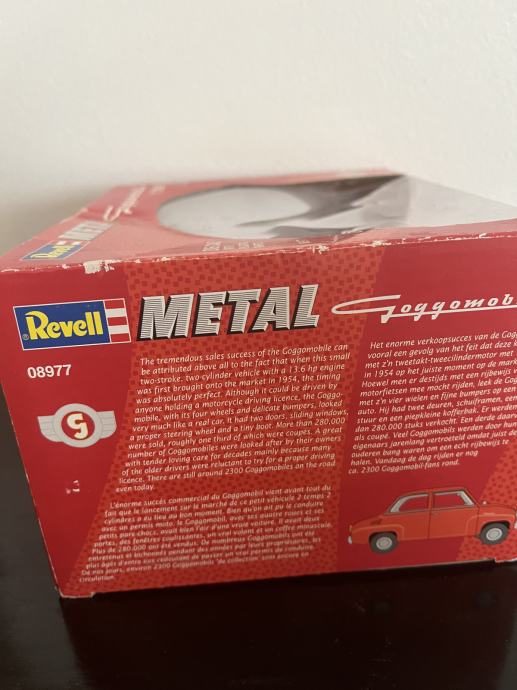 Revell METAL Goggomobil
Revell METAL Goggomob
08977
The tremendous sales success of the Goggomobile can
be attributed above all to the fact that when this small
two-stroke, two-cylinder vehicle with a 13.6 hp engine
was first brought onto the market in 1954, the timing
was absolutely perfect. Although it could be driven by
anyone holding a motorcycle driving licence, the Goggo-
mobile, with its four wheels and delicate bumpers, looked
very much like a real car. It had two doors, sliding windows,
a proper steering wheel and a tiny boot. More than 280,000
were sold, roughly one third of which were coupés. A great
number of Goggomobiles were looked after by their owners
with tender loving care for decades mainly because many
of the older drivers were reluctant to try for a proper driving
licence. There are still around 2300 Goggomobiles on the road
even today.
L'énorme succès commercial du Goggomobil vient avant tout du
fait que le lancement sur le marché de ce petit véhicule 2 temps 2
cylindres a eu lieu au bon moment. Bien qu'on ait pu le conduire
avec un permis moto, le Goggomobil, avec ses quatre roues et ses
petits pare chocs, avait bien l'air d'une vraie voiture. Il avait deux
portes, des fenêtres coulissantes, un vrai volant et un coffre minuscule.
Plus de 280.000 ont été vendus. De nombreux Goggomobils ont été
entretenus et bichonnés pendant des années par leurs propriétaires, les
plus âgés d'entre eux redoutant de passer un vrai permis de conduire.
De nos jours, environ 2300 Goggomobils "de collection" sont encore en
circulation.
Het enorme verkoopsucces van de Gog
vooral een gevolg van het feit dat deze k
met z'n tweetakt-tweecilindermotor met
in 1954 op het juiste moment op de mark
Hoewel men er destijds met een rijbewijs v
motorfietsen mee mocht rijden, leek de Gog
met z'n vier wielen en fijne bumpers op een
auto. Hij had twee deuren, schuiframen, een
stuur en een piepkleine kofferbak. Er werden
dan 280.000 stuks verkocht. Een derde daarv
als coupé. Veel Goggomobils werden door hun
eigenaars jarenlang vertroeteld omdat juist de
ouderen bang waren om een echt rijbewijs te
halen. Vandaag de dag rijden er nog
ca. 2300 Goggomobil-fans rond.